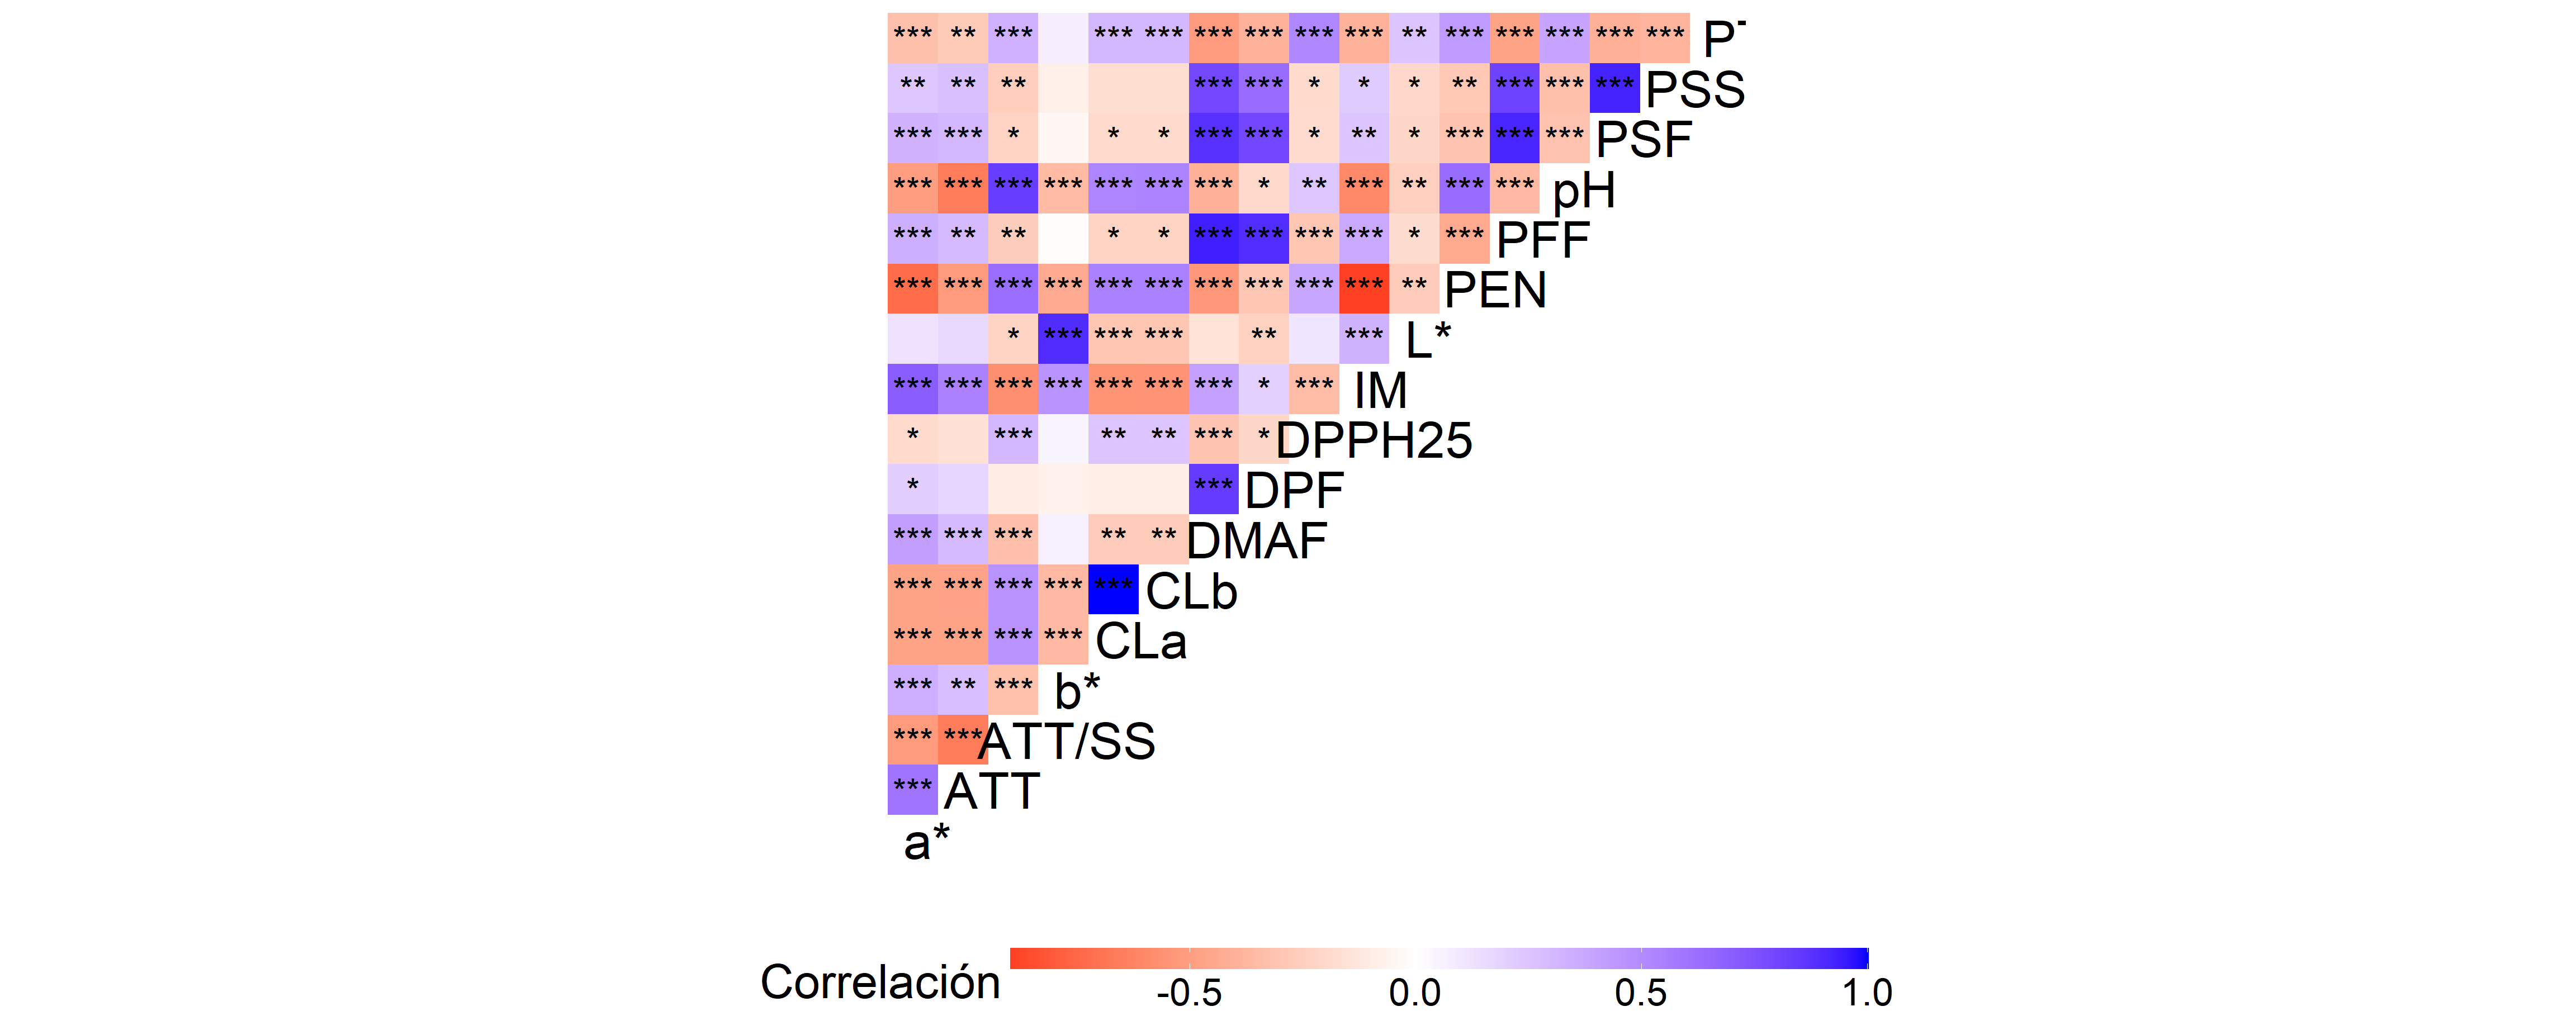 *** ** *** *** *** *** *** *** *** ** *** *** *** *** ***
** ** ** *** *** * * * ** *** *** *** PSS
*** *** * * * *** *** * ** * *** *** *** PSF
*** *** *** *** *** *** *** * ** *** ** *** *** pH
*** ** ** * * *** *** *** *** * *** PFF
*** *** *** *** *** *** *** *** *** *** ** PEN
* *** *** *** ** *** L*
*** *** *** *** *** *** *** * *** IM
* *** ** ** *** * DPPH25
* *** DPF
*** *** *** ** ** DMAF
*** *** *** *** *** CLb
*** *** *** *** CLa
*** ** *** b*
*** *** ATT/SS
*** ATT
a*
Correlación
-0.5 0.0 0.5 1.0